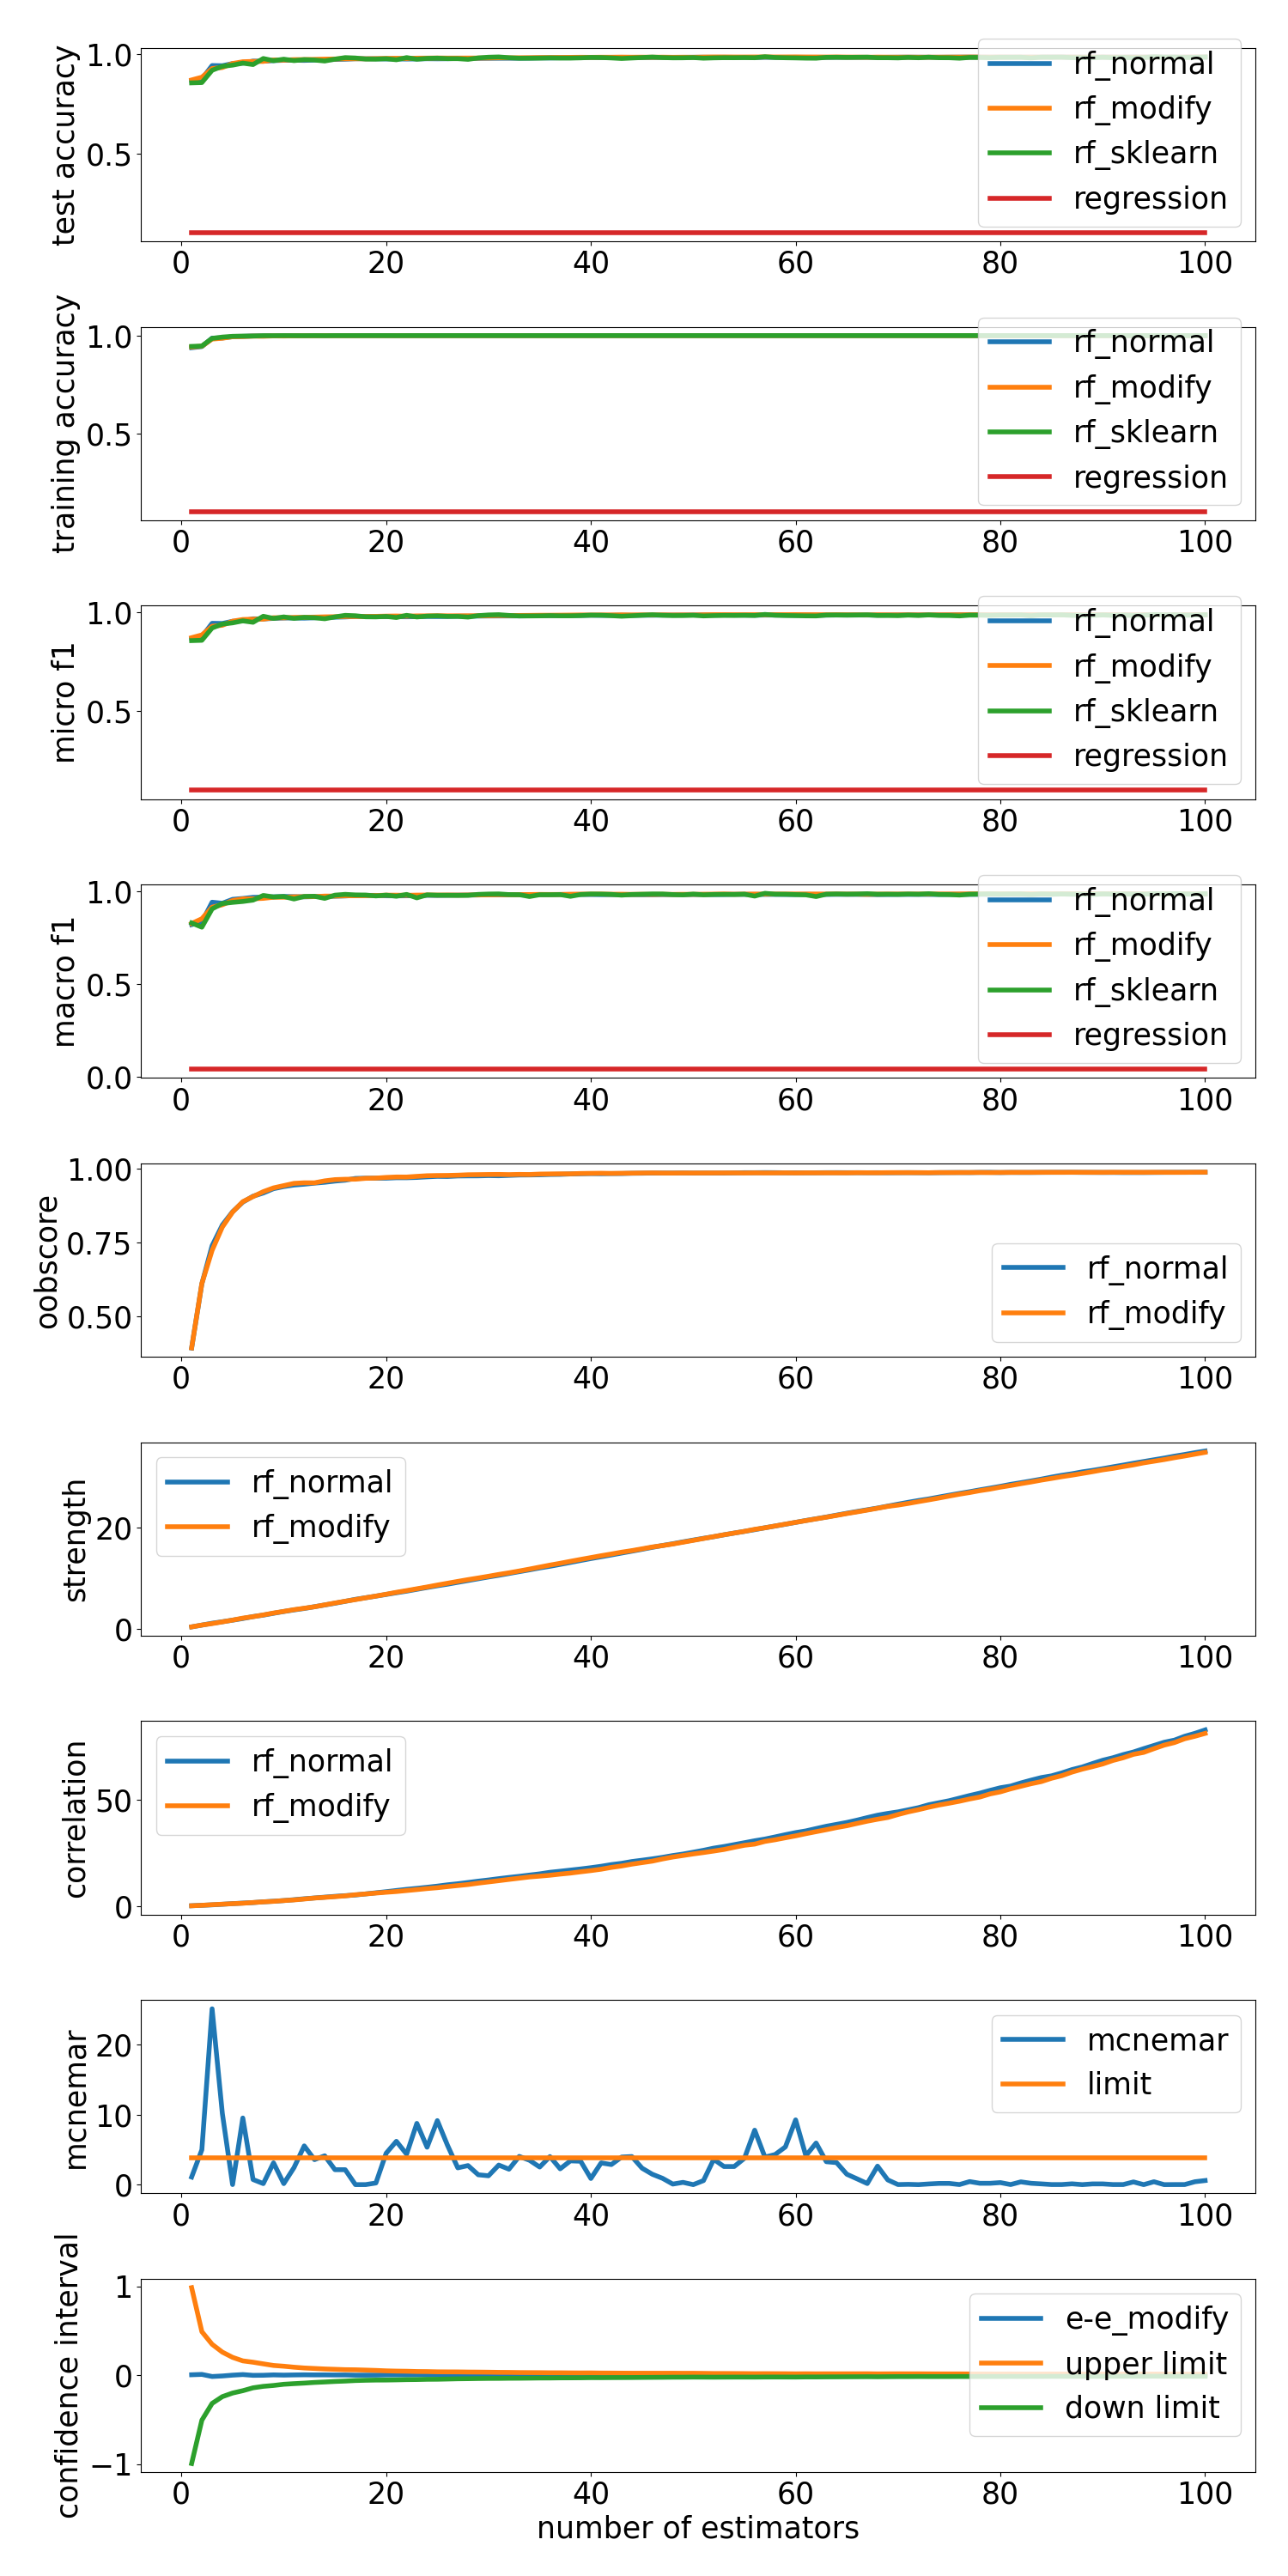 test accuracy
1.0
0.5
0 20 40 60 80 100
rf_normal
rf_modify
rf_sklearn
regression
training accuracy
1.0
0.5
0 20 40 60 80 100
rf_normal
rf_modify
rf_sklearn
regression
micro f1
1.0
0.5
0 20 40 60 80 100
rf_normal
rf_modify
rf_sklearn
regression
macro f1
1.0
0.5
0.0
0 20 40 60 80 100
rf_normal
rf_modify
rf_sklearn
regression
oobscore
1.00
0.75
0.50
0 20 40 60 80 100
rf_normal
rf_modify
strength
20
0
0 20 40 60 80 100
rf_normal
rf_modify
correlation
50
0
0 20 40 60 80 100
rf_normal
rf_modify
mcnemar
20
10
0
0 20 40 60 80 100
mcnemar
limit
confidence interval
1
0
−1
0 20 40 60 80 100
e-e_modify
upper limit
down limit
number of estimators